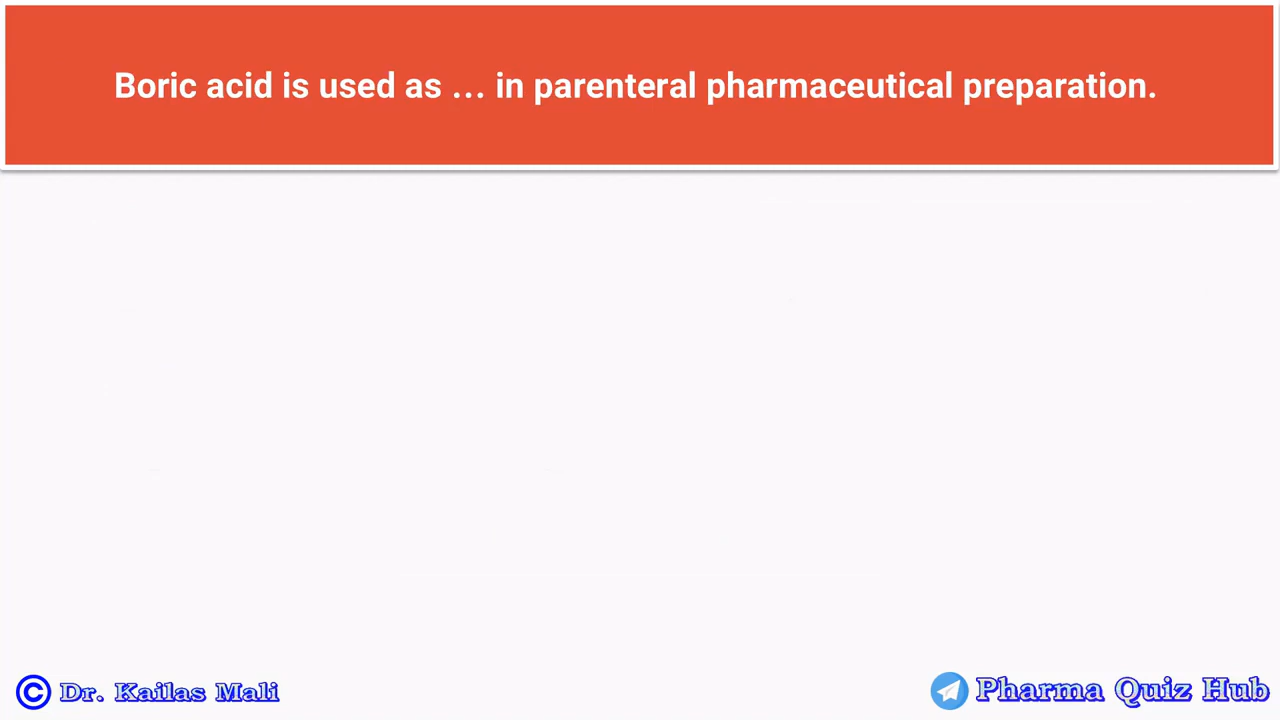 Boric acid is used as … in parenteral pharmaceutical preparation.
© Dr. Kailas Mali
Pharma Quiz Hub